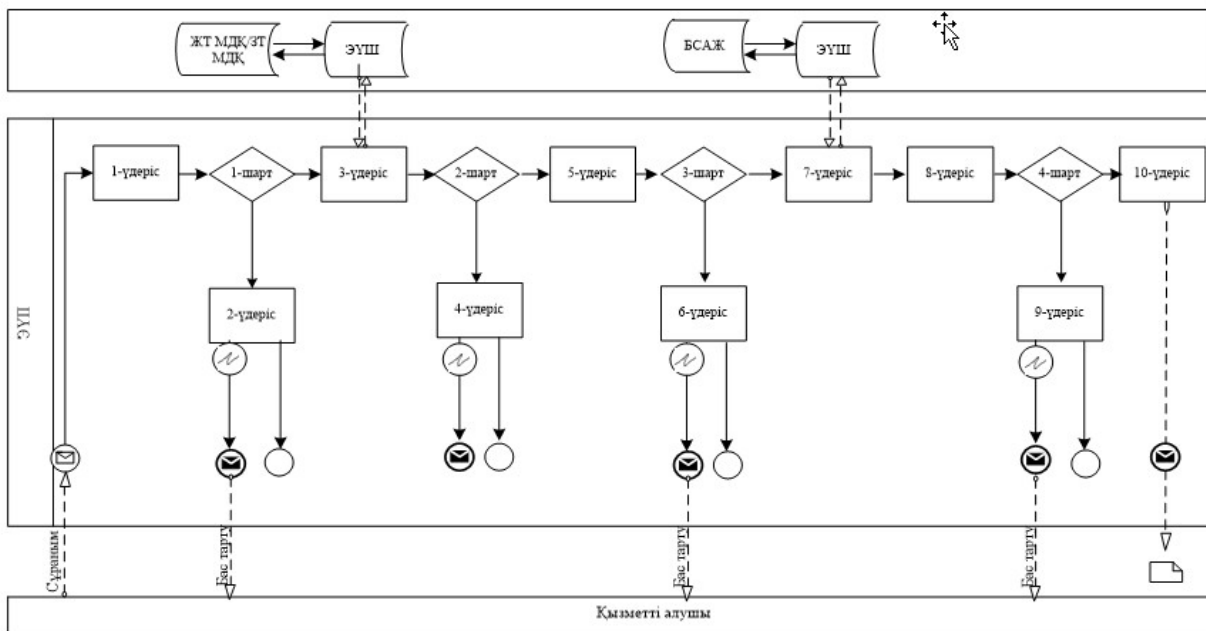 ЖТ МДҚ/ЗТ
МДҚ
ЭҮШ
БСАЖ
ЭҮШ
ЭҮП
1-үдеріс
1-шарт
3-үдеріс
2-шарт
5-үдеріс
3-шарт
7-үдеріс
8-үдеріс
4-шарт
10-үдеріс
2-үдеріс
4-үдеріс
6-үдеріс
9-үдеріс
Сұраным
Бас тарту
Бас тарту
Бас тарту
Қызметті алушы